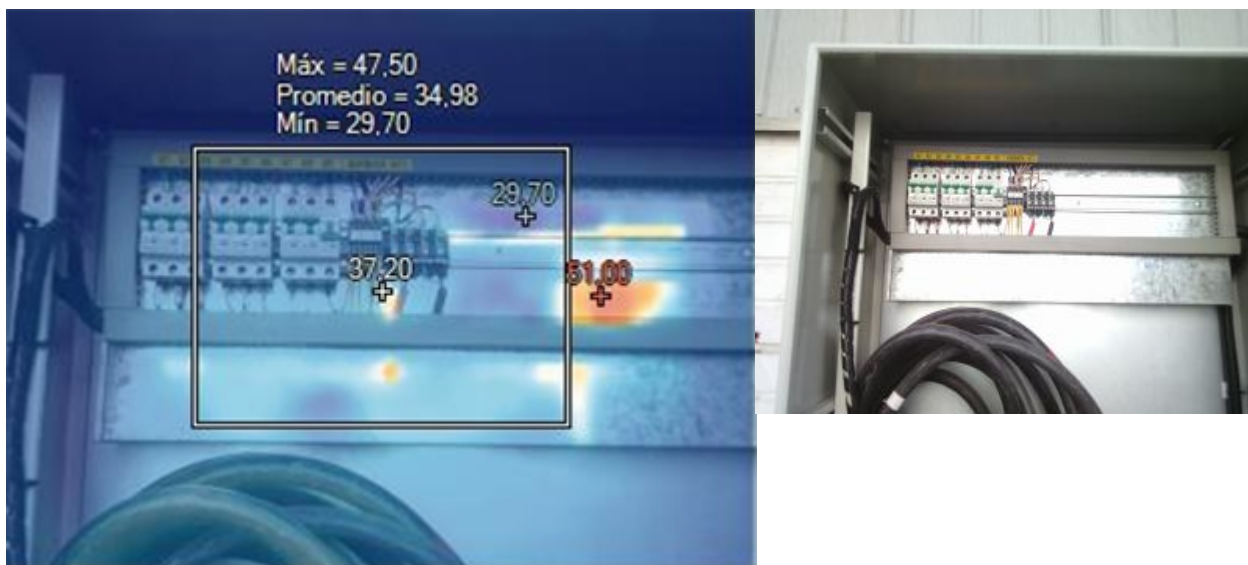 Máx = 47,50
Promedio = 34,98
Mín = 29,70
29,70
37,20
51,00